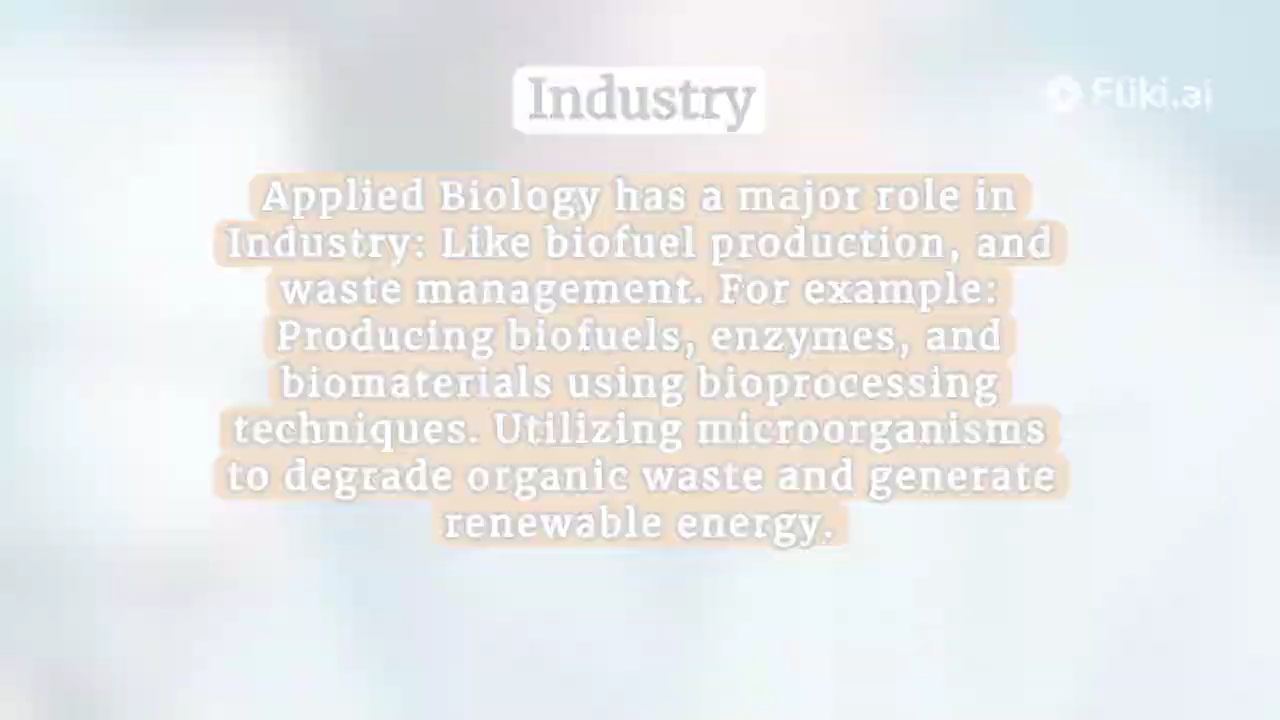 Industry
Fliki.ai
Applied Biology has a major role in
Industry: Like biofuel production, and
waste management. For example:
Producing biofuels, enzymes, and
biomaterials using bioprocessing
techniques. Utilizing microorganisms
to degrade organic waste and generate
renewable energy.